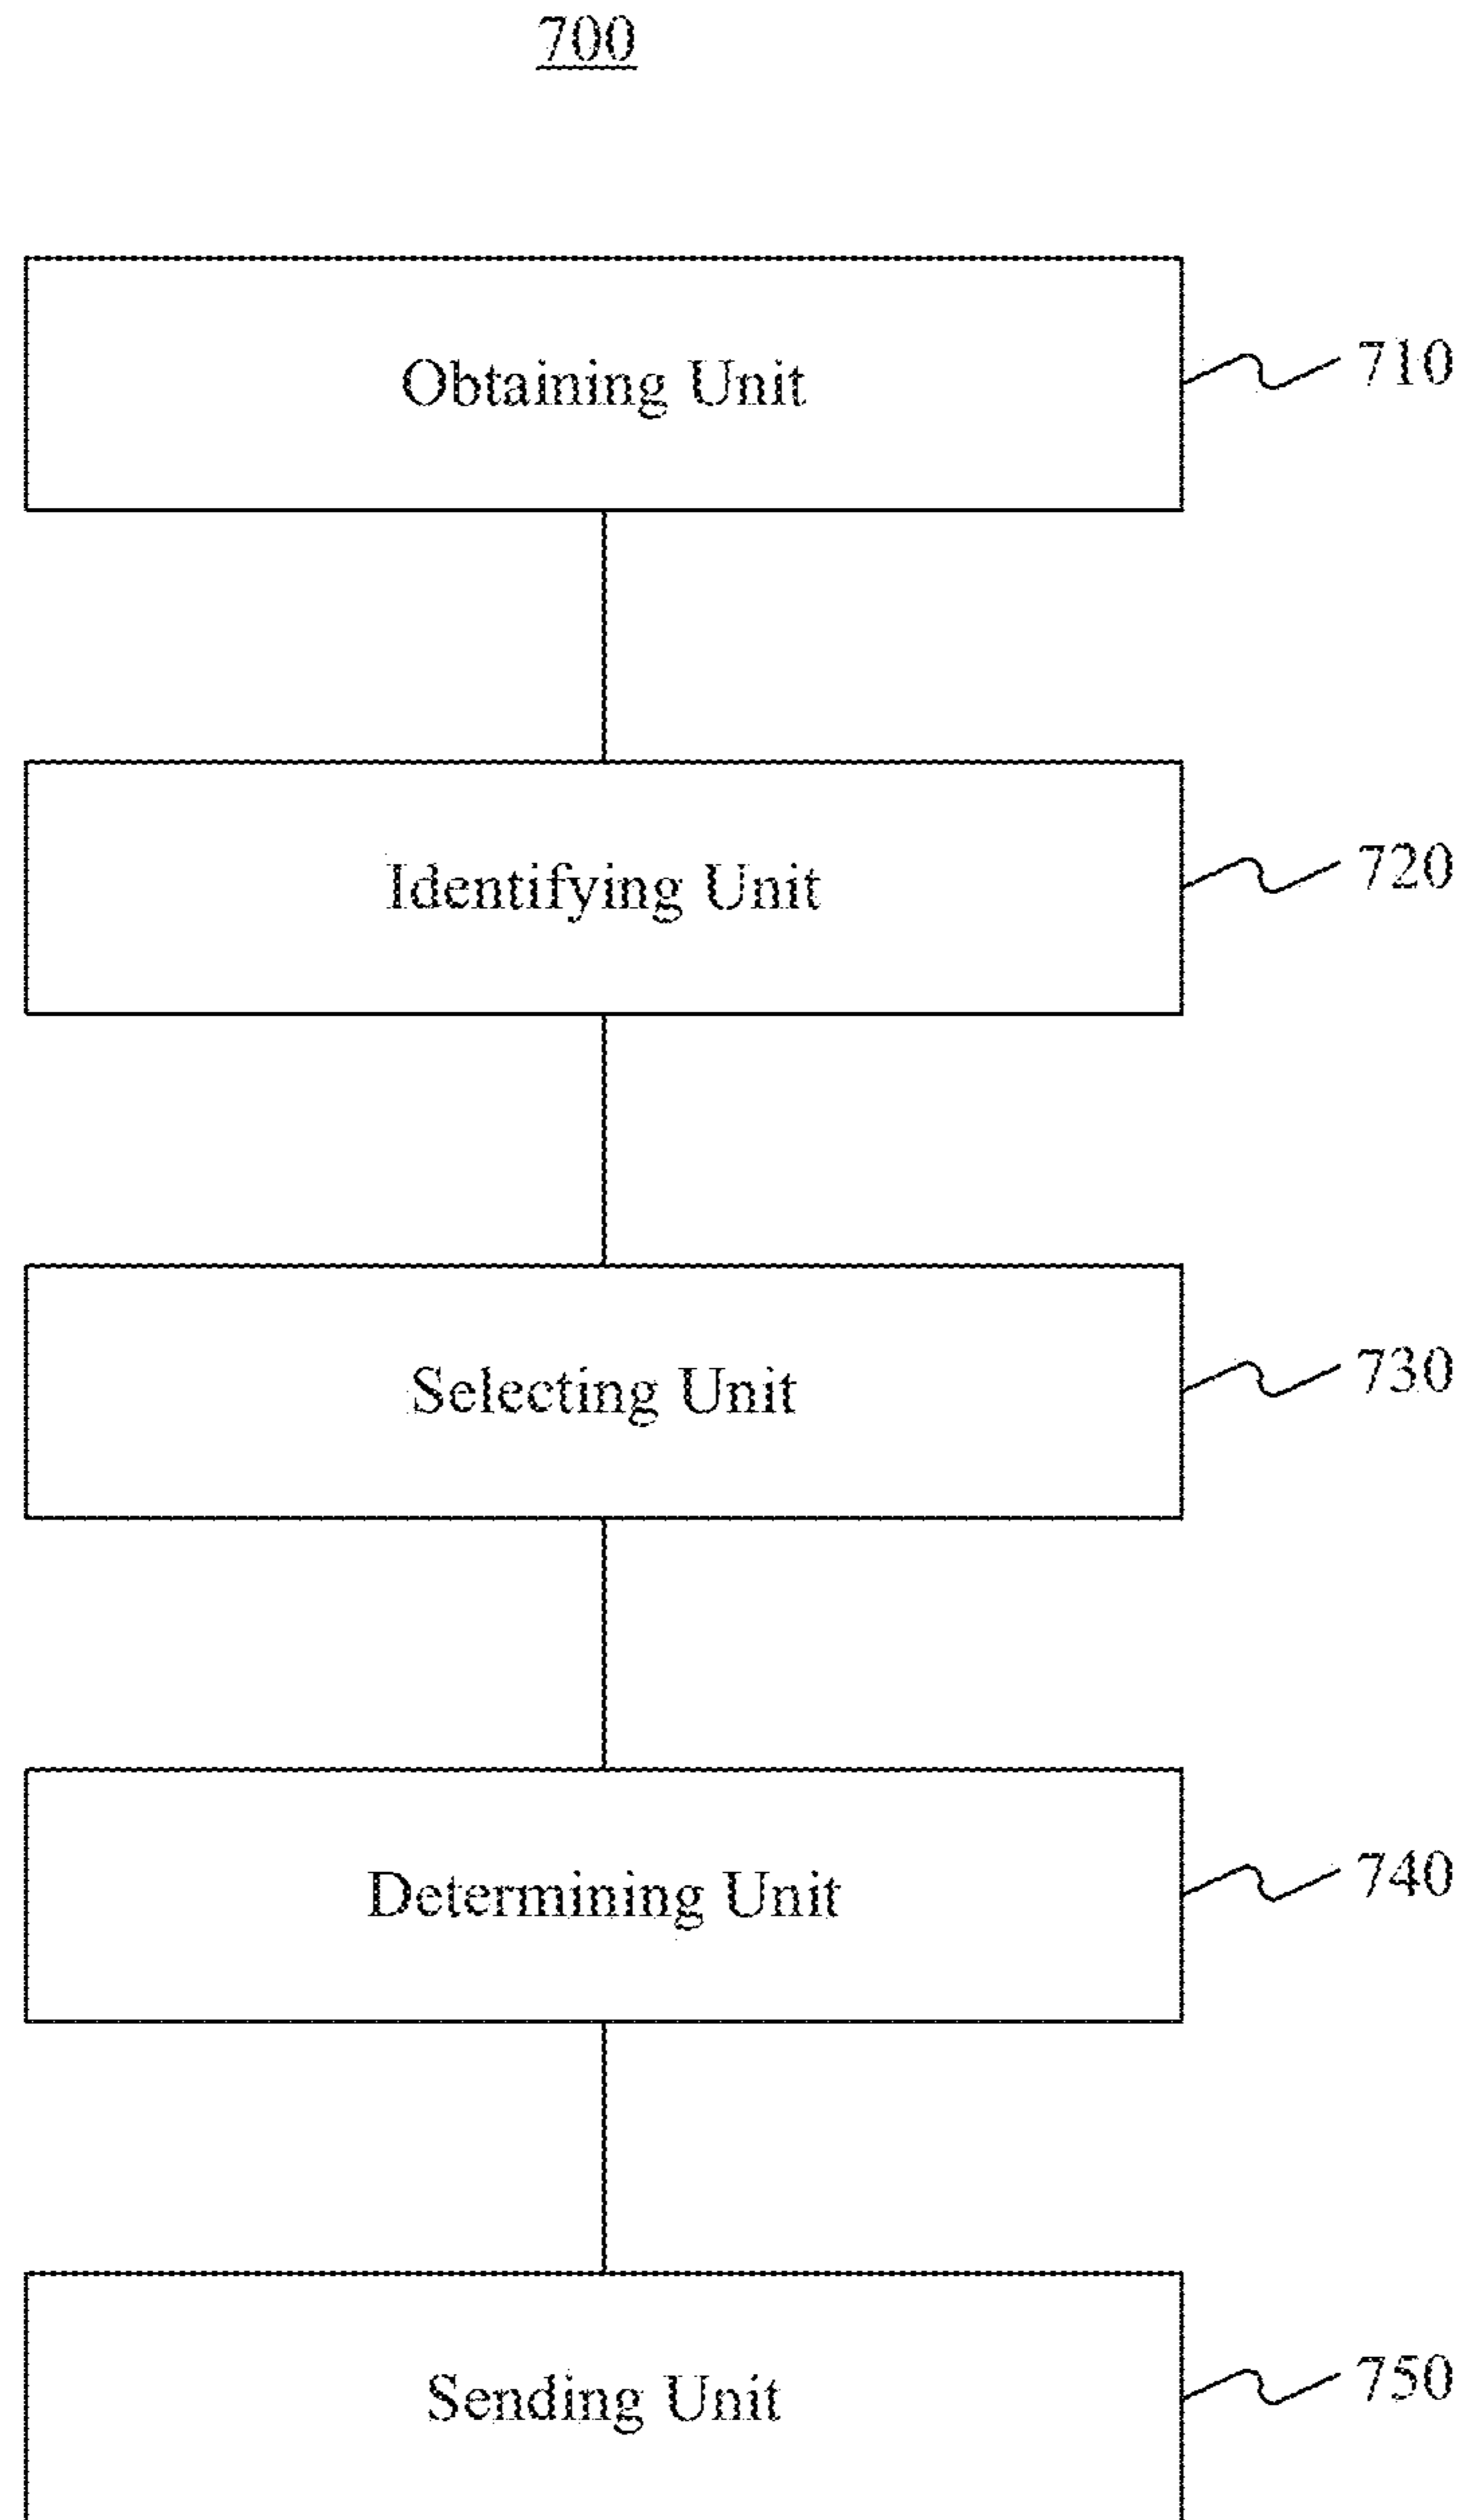 700
Obtaining Unit
710
Identifying Unit
720
Selecting Unit
730
Determining Unit
740
Sending Unit
750